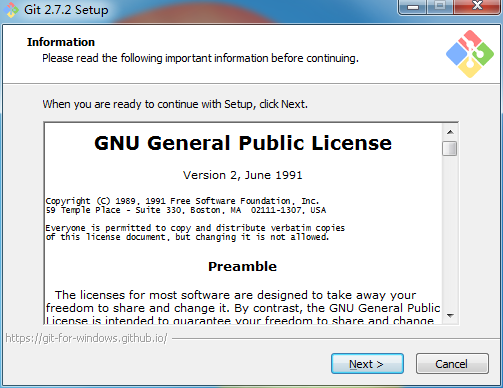 Git 2.7.2 Setup
Information
Please read the following important information before continuing.
When you are ready to continue with Setup, click Next.
GNU General Public License
Version 2, June 1991
Copyright (C) 1989, 1991 Free Software Foundation, Inc.
59 Temple Place - Suite 330, Boston, MA  02111-1307, USA
Everyone is permitted to copy and distribute verbatim copies
of this license document, but changing it is not allowed.
Preamble
The licenses for most software are designed to take away your
freedom to share and change it. By contrast, the GNU General Public
License is intended to guarantee your freedom to share and change
https://git-for-windows.github.io/
Next >
Cancel